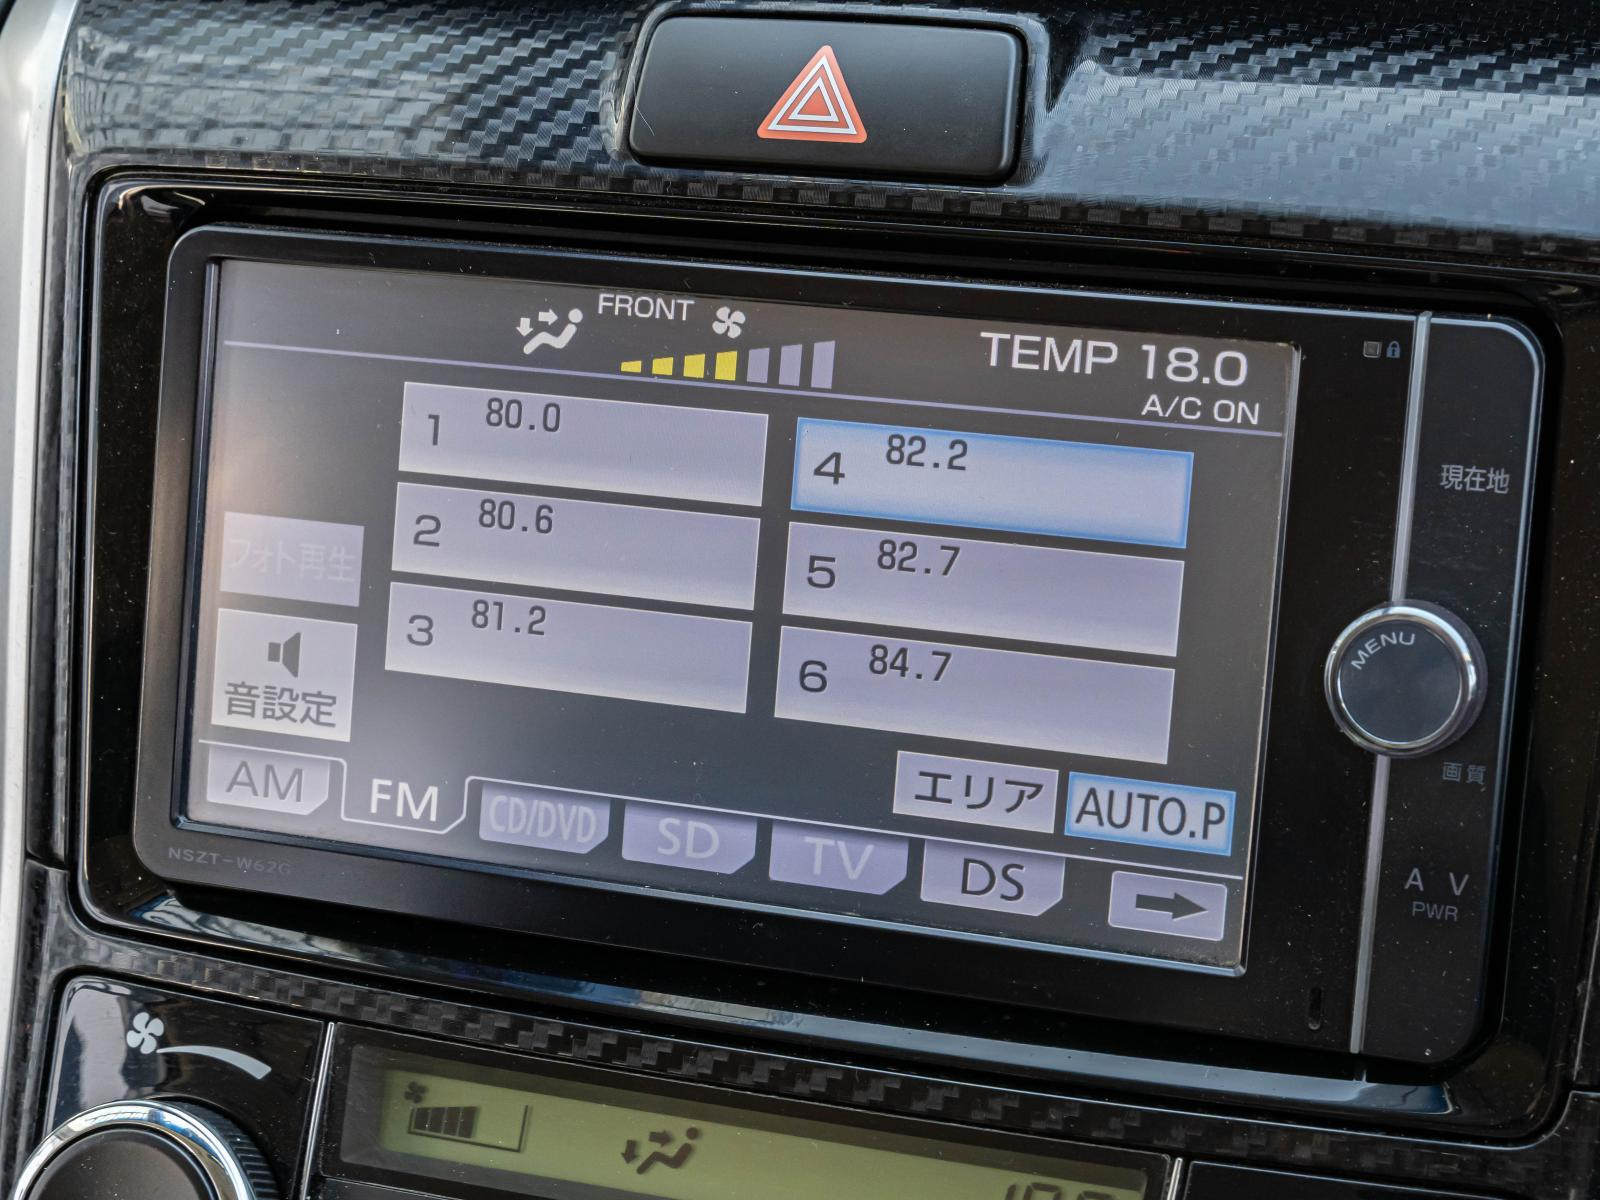 FRONT
TEMP 18.0
A/C ON
1 80.0
4 82.2
2 80.6
5 82.7
3 81.2
6 84.7
フォト再生
音設定
エリア
AUTO.P
AM
FM
CD/DVD
SD
TV
DS
NSZT-W62G
現在地
MENU
画質
A V
PWR